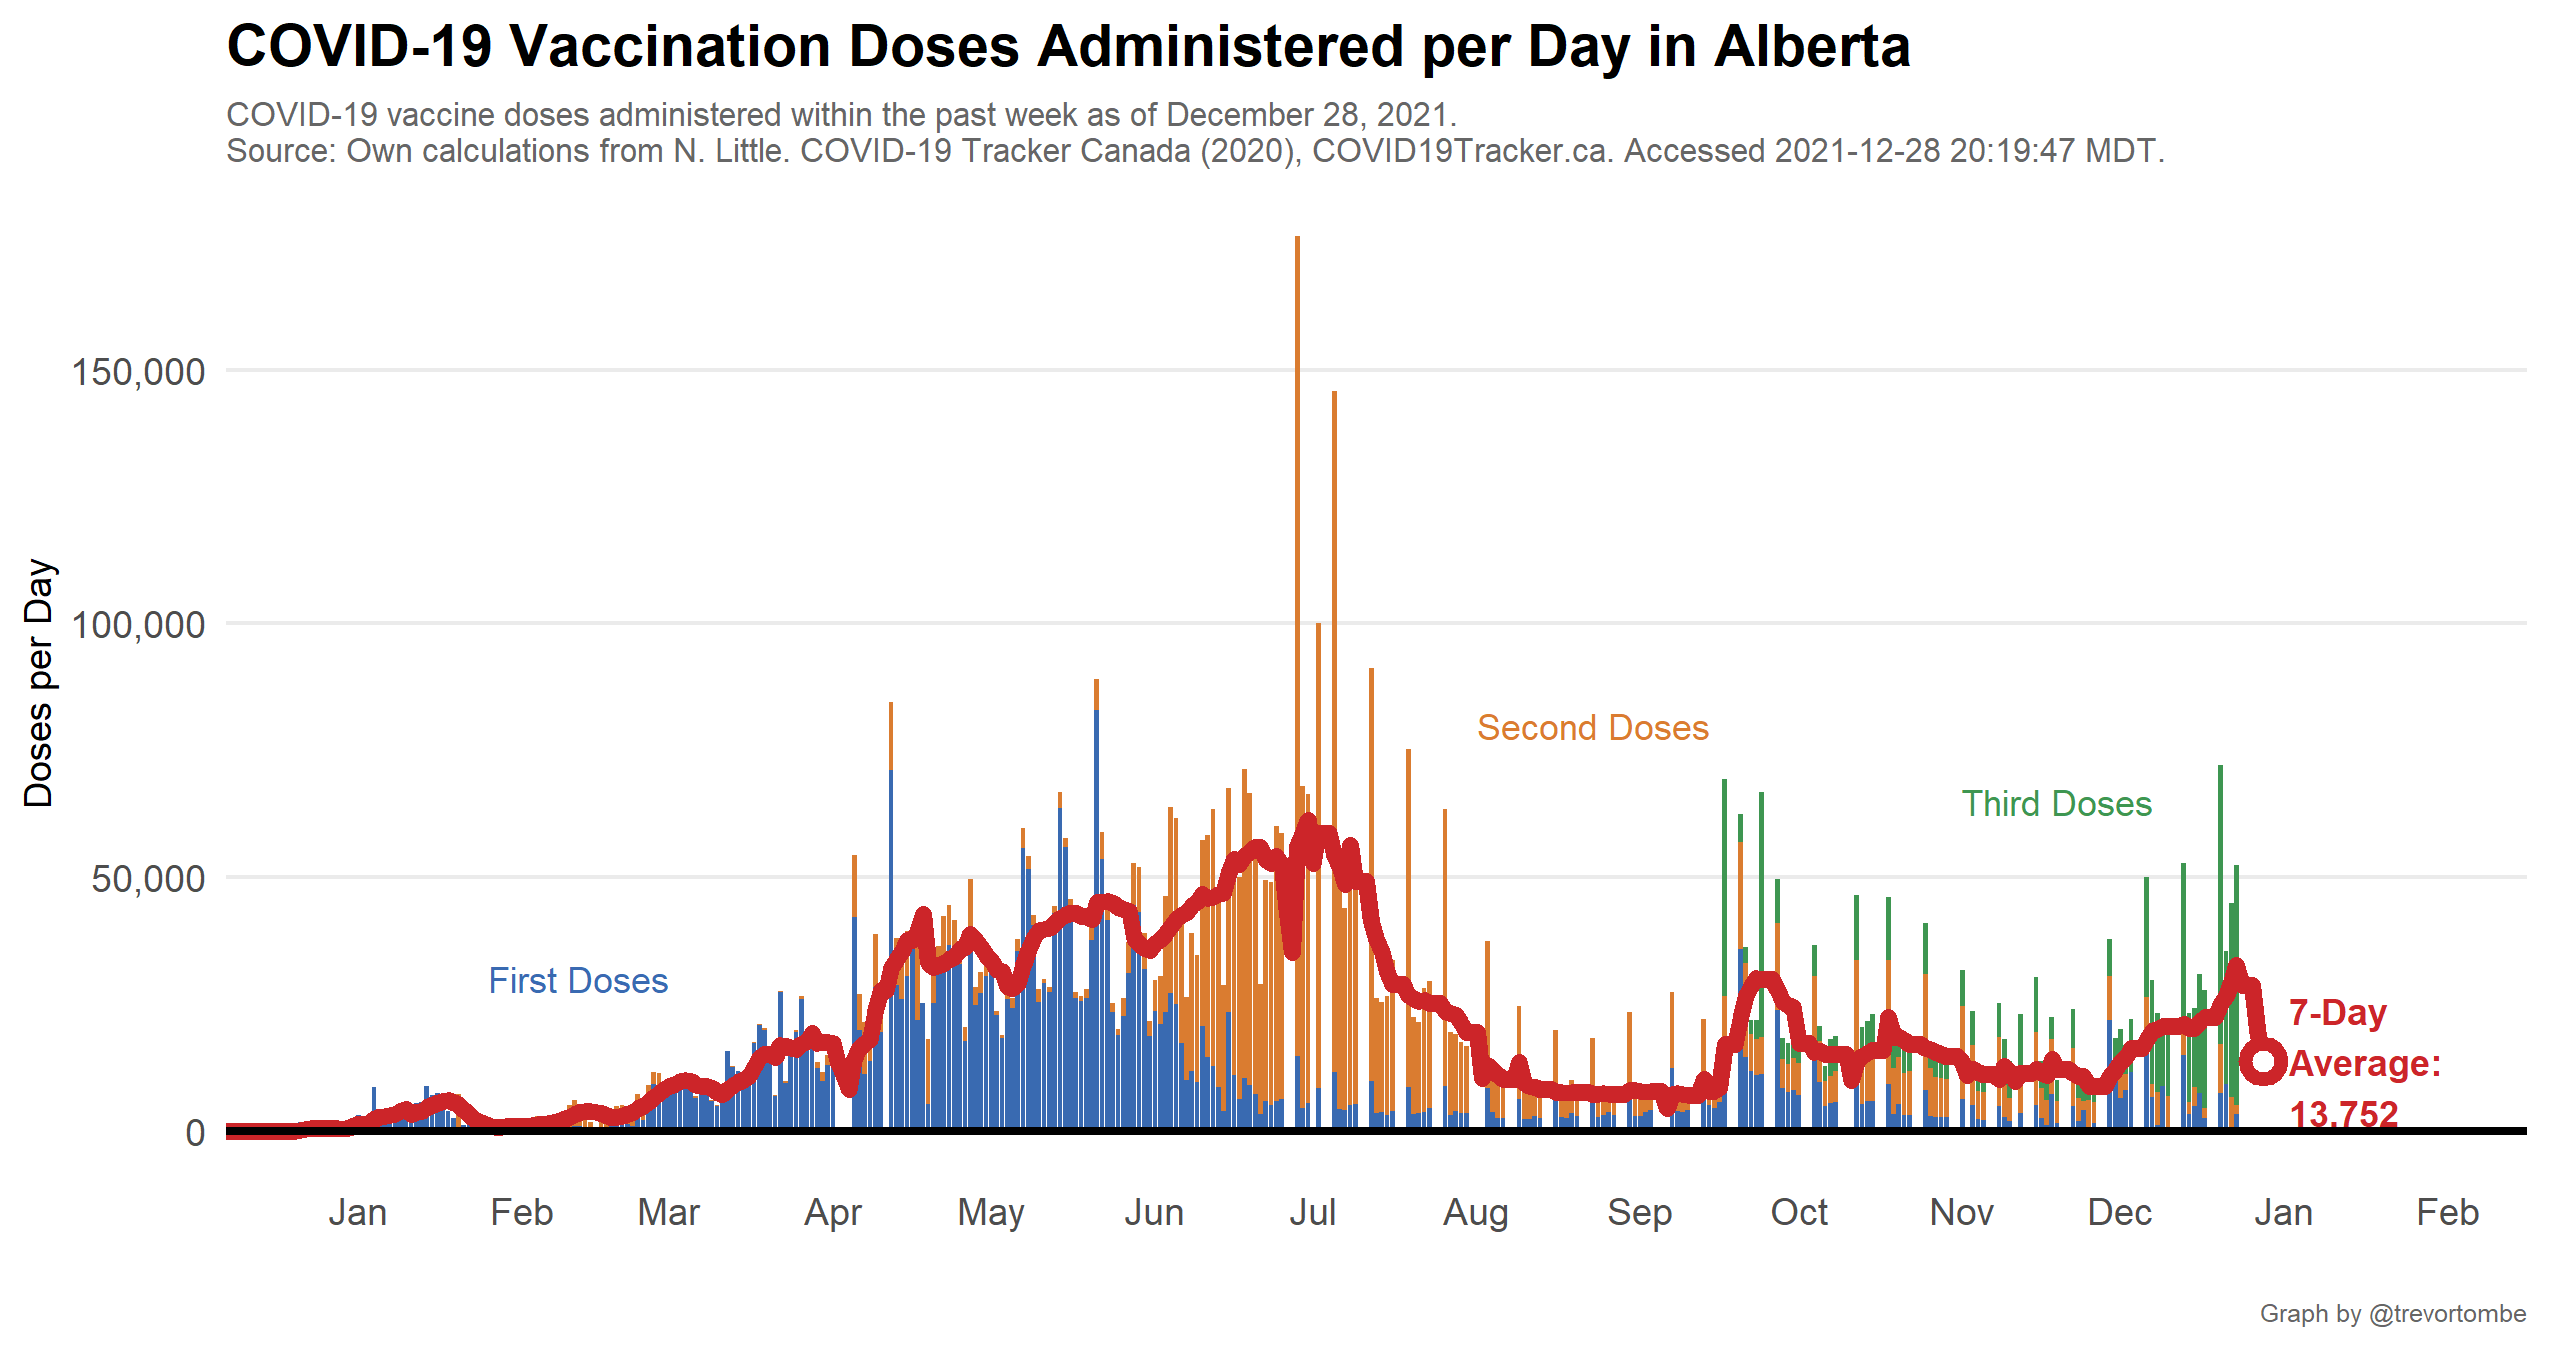 COVID-19 Vaccination Doses Administered per Day in Alberta
COVID-19 vaccine doses administered within the past week as of December 28, 2021.
Source: Own calculations from N. Little. COVID-19 Tracker Canada (2020), COVID19Tracker.ca. Accessed 2021-12-28 20:19:47 MDT.
Doses per Day
150,000
100,000
50,000
0
First Doses
Second Doses
Third Doses
7-Day
Average:
13,752
Jan Feb Mar Apr May Jun Jul Aug Sep Oct Nov Dec Jan Feb
Graph by @trevortombe